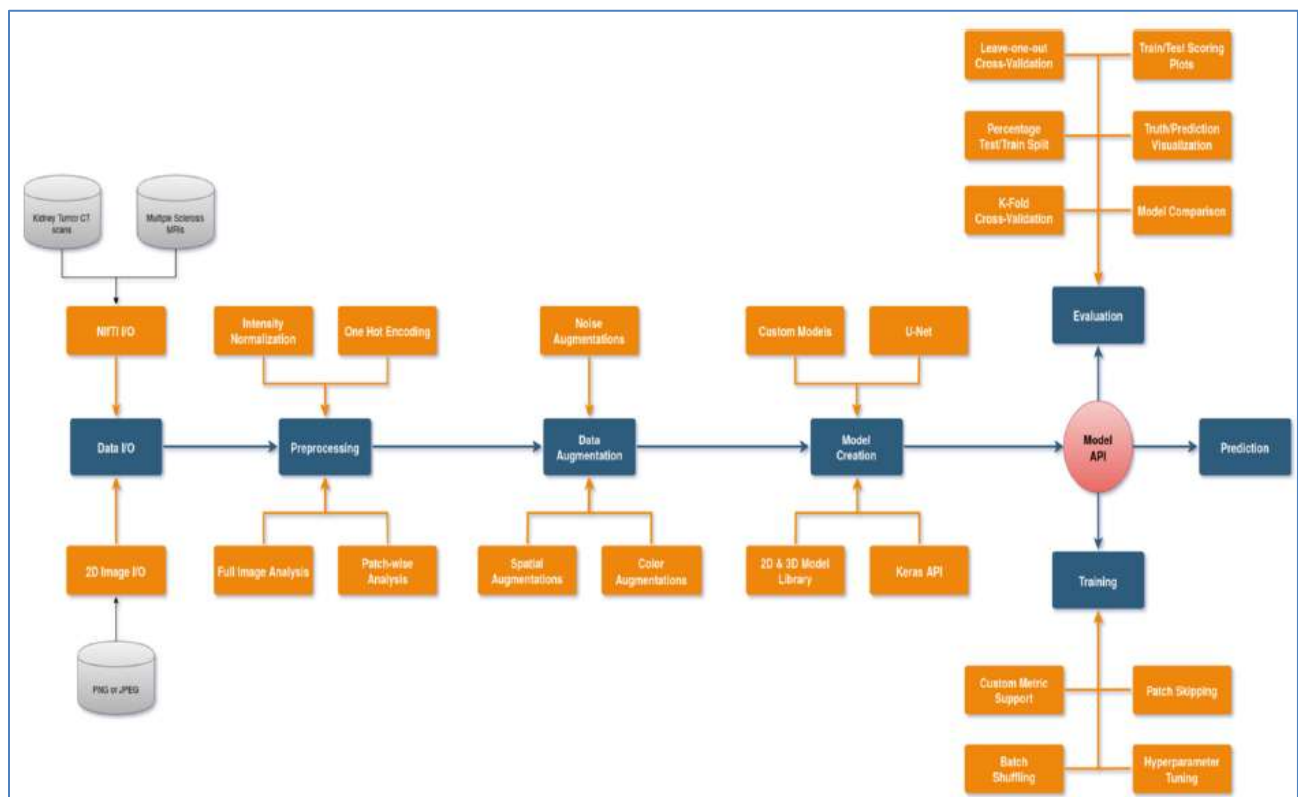 Leave-one-out
Cross-Validation
Train/Test Scoring
Plots
Percentage
Test/Train Split
Truth/Prediction
Visualization
K-Fold
Cross-Validation
Model Comparison
Kidney Tumor CT
scans
Multiple Sclerosis
MRIs
NIfTI I/O
Intensity
Normalization
One Hot Encoding
Noise
Augmentations
Custom Models
U-Net
Evaluation
Data I/O
Preprocessing
Data
Augmentation
Model
Creation
Model
API
Prediction
2D Image I/O
Full Image Analysis
Patch-wise
Analysis
Spatial
Augmentations
Color
Augmentations
2D & 3D Model
Library
Keras API
Training
PNG or JPEG
Custom Metric
Support
Patch Skipping
Batch
Shuffling
Hyperparameter
Tuning